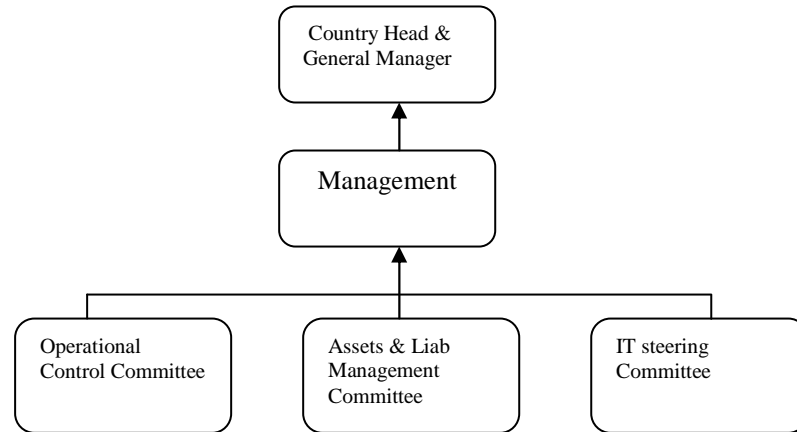 Country Head &
General Manager
Management
Operational
Control Committee
Assets & Liab
Management
Committee
IT steering
Committee